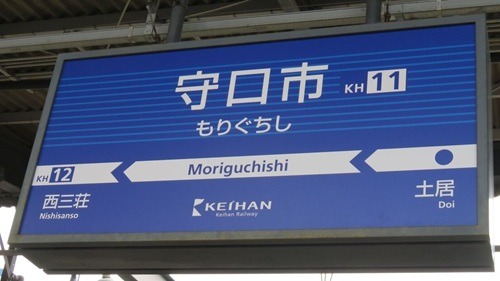 守口市 KH 11
もりぐちし
KH 12
Moriguchishi
西三荘
Nishisanso
KEIHAN
Keihan Railway
土居
Doi